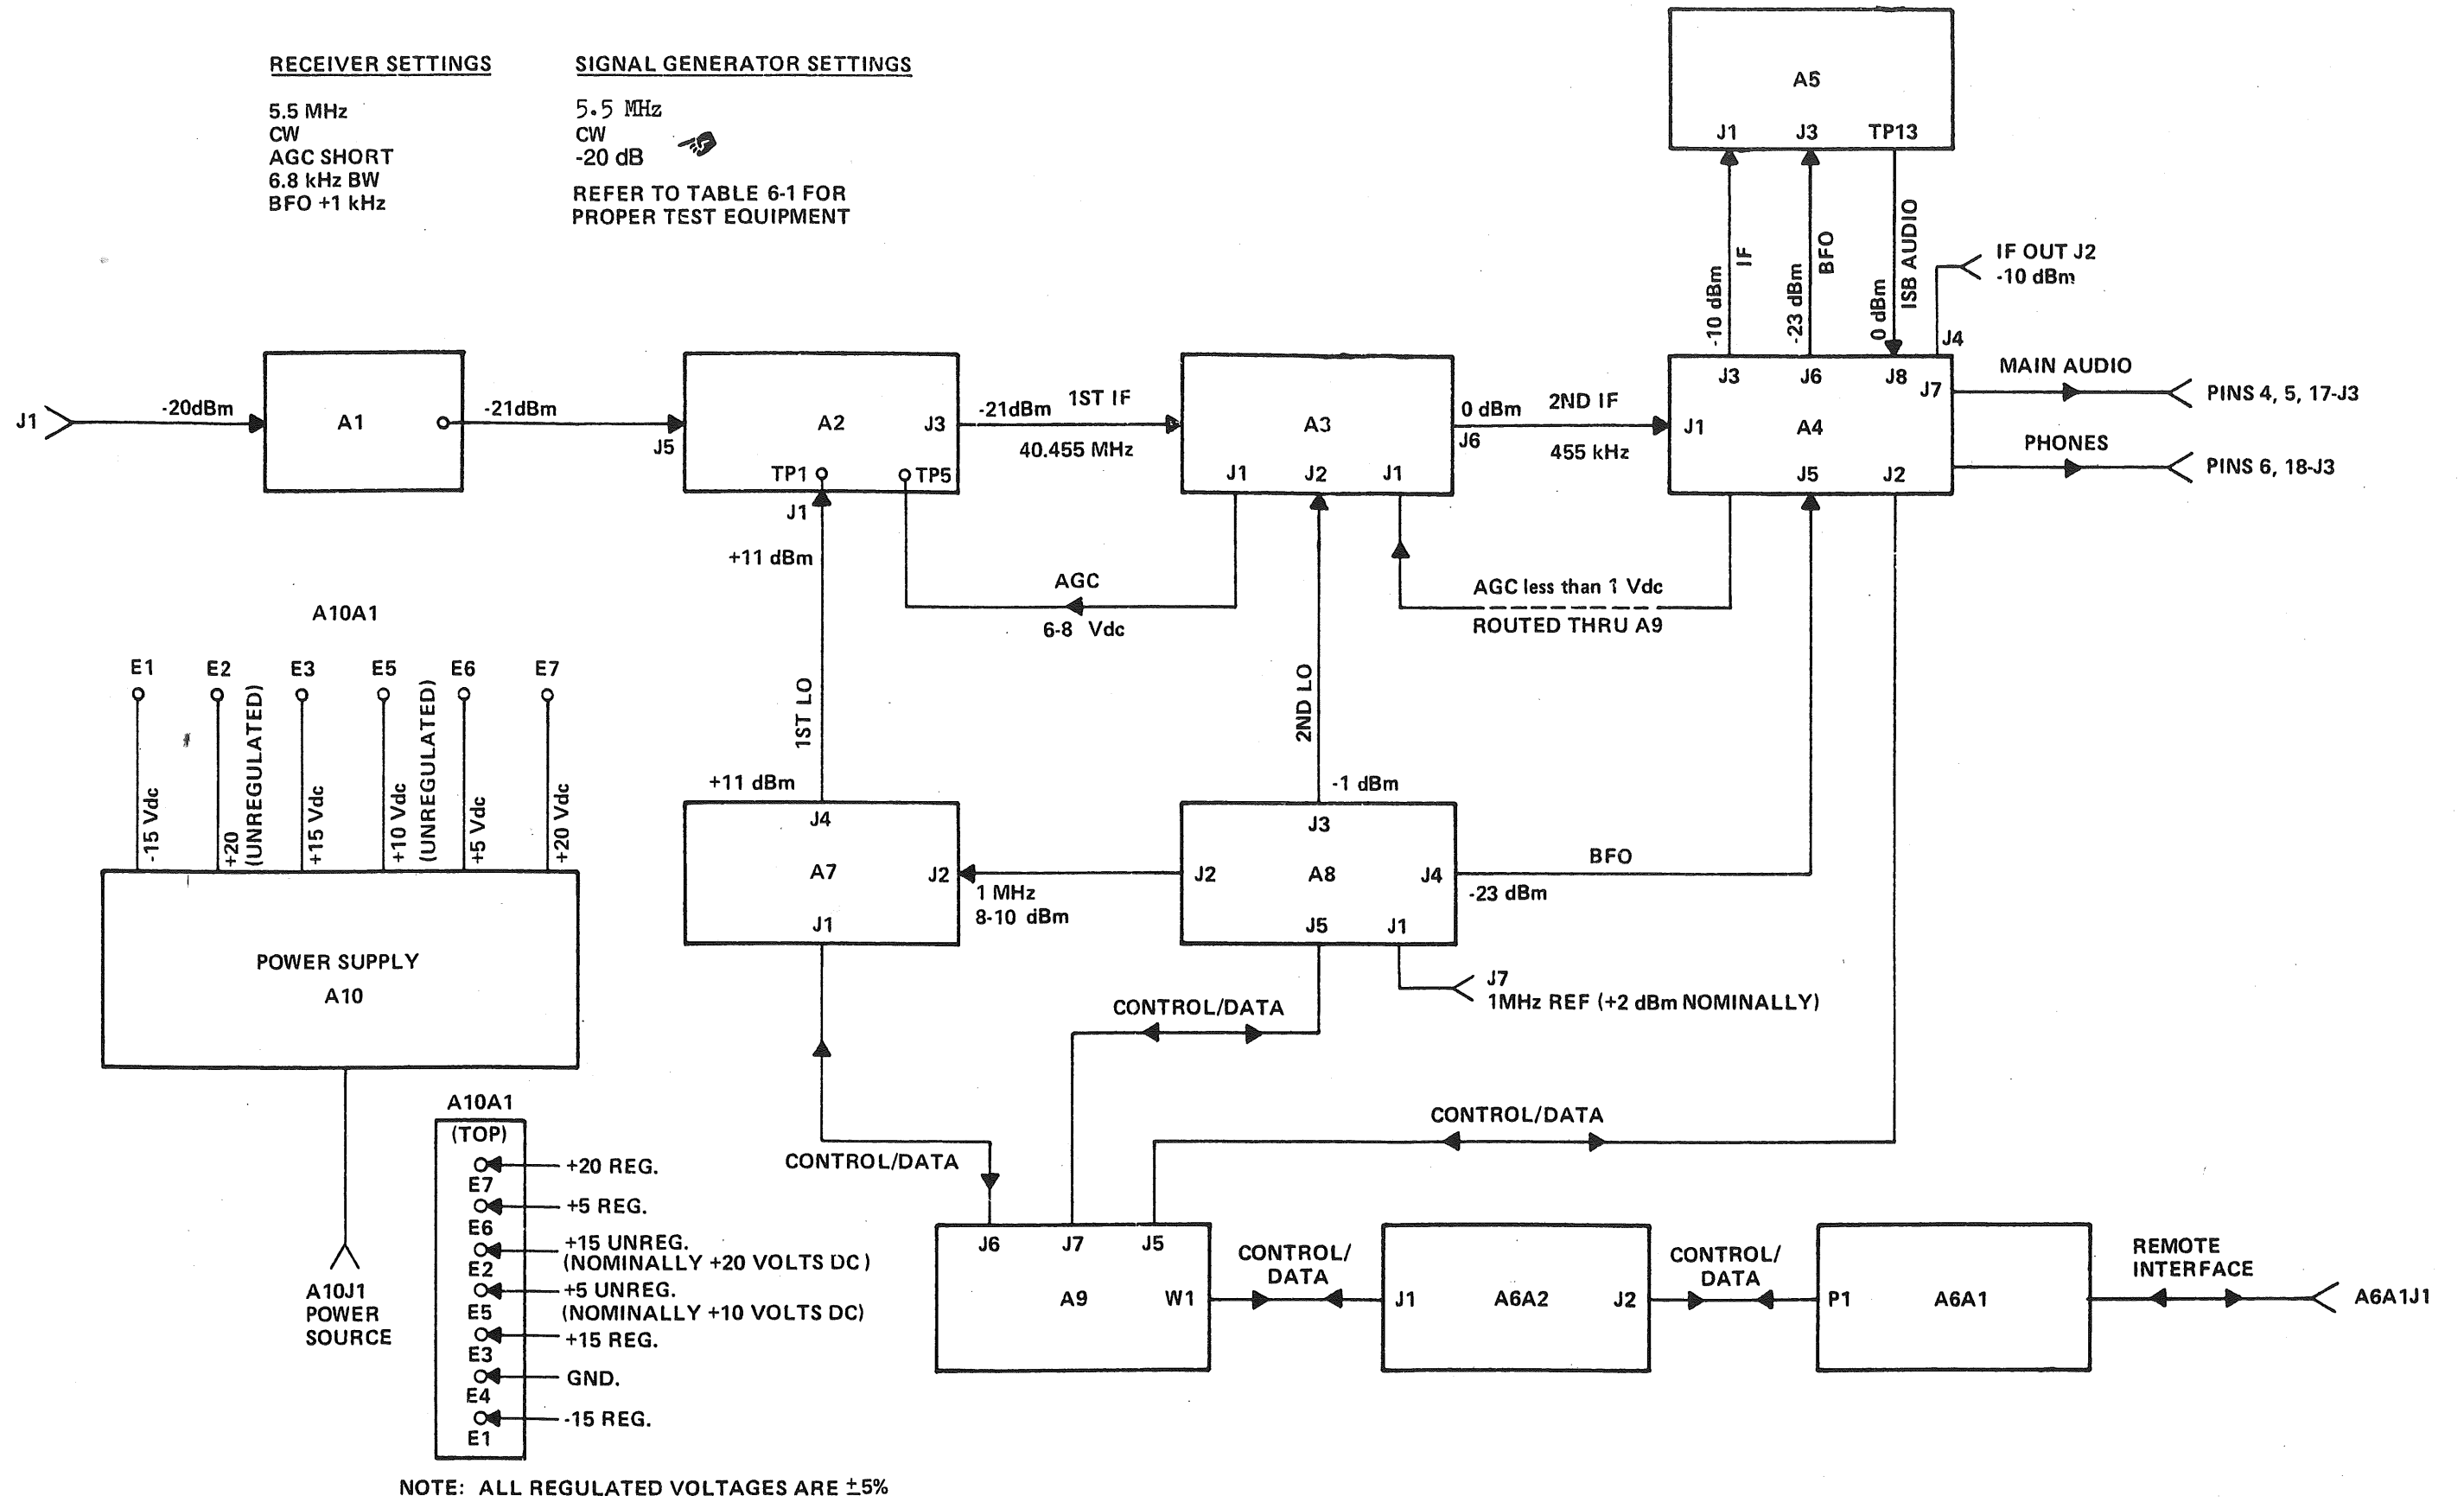 RECEIVER SETTINGS
5.5 MHz
CW
AGC SHORT
6.8 kHz BW
BFO +1 kHz
SIGNAL GENERATOR SETTINGS
5.5 MHz
CW
-20 dB
REFER TO TABLE 6-1 FOR
PROPER TEST EQUIPMENT
A5
J1
J3
TP13
-10 dBm
IF
-23 dBm
BFO
0 dBm
ISB AUDIO
IF OUT J2
-10 dBm
J4
J1
-20dBm
A1
-21dBm
J5
A2
J3
TP1
TP5
J1
+11 dBm
-21dBm
1ST IF
40.455 MHz
A3
J1
J2
J1
0 dBm
J6
2ND IF
455 kHz
J3
J6
J8
J7
J1
A4
J5
J2
MAIN AUDIO
PINS 4, 5, 17-J3
PHONES
PINS 6, 18-J3
AGC
6-8 Vdc
AGC less than 1 Vdc
ROUTED THRU A9
1ST LO
2ND LO
A10A1
E1
E2
E3
E5
E6
E7
-15 Vdc
+20
(UNREGULATED)
+15 Vdc
+10 Vdc
(UNREGULATED)
+5 Vdc
+20 Vdc
POWER SUPPLY
A10
A10J1
POWER
SOURCE
+11 dBm
J4
A7
J2
J1
1 MHz
8-10 dBm
-1 dBm
J3
J2
A8
J4
J5
J1
BFO
-23 dBm
J7
1MHz REF (+2 dBm NOMINALLY)
CONTROL/DATA
CONTROL/DATA
CONTROL/DATA
A10A1
(TOP)
+20 REG.
E7
+5 REG.
E6
+15 UNREG.
(NOMINALLY +20 VOLTS DC)
E2
+5 UNREG.
(NOMINALLY +10 VOLTS DC)
E5
+15 REG.
E3
GND.
E4
-15 REG.
E1
J6
J7
J5
A9
W1
CONTROL/
DATA
J1
A6A2
J2
CONTROL/
DATA
P1
A6A1
REMOTE
INTERFACE
A6A1J1
NOTE: ALL REGULATED VOLTAGES ARE ±5%